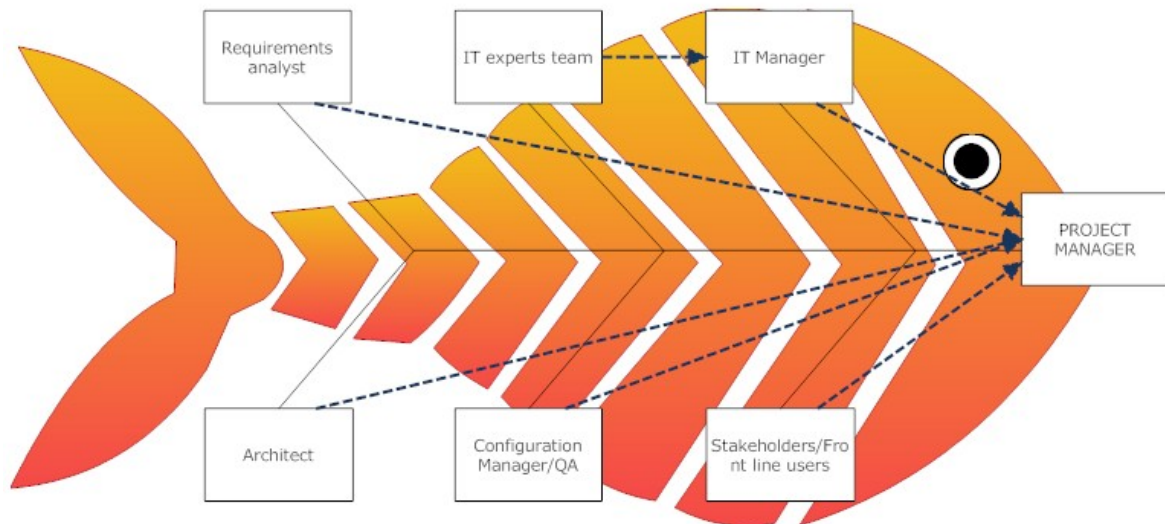 Requirements
analyst
IT experts team
IT Manager
PROJECT
MANAGER
Architect
Configuration
Manager/QA
Stakeholders/Fro
nt line users